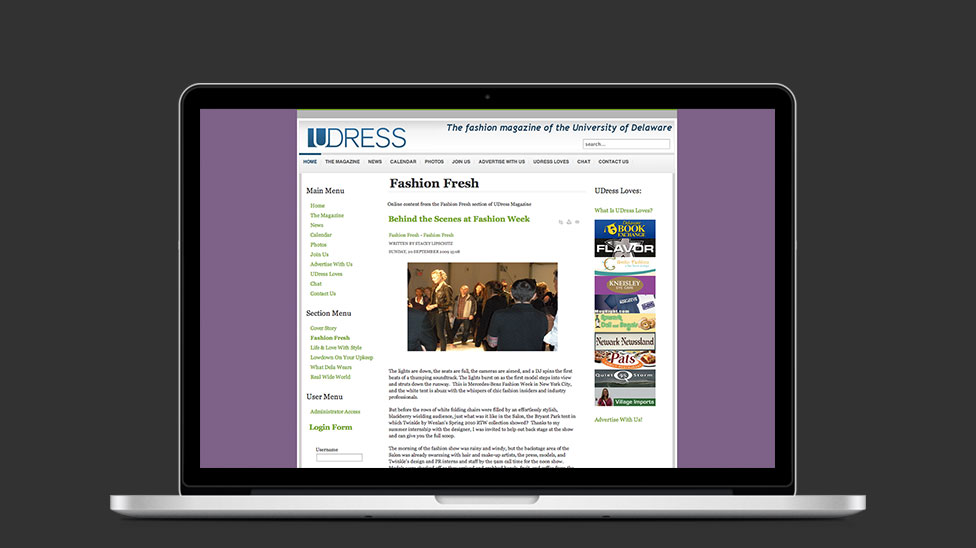 The fashion magazine of the University of Delaware
UDRESS
search...
HOME THE MAGAZINE NEWS CALENDAR PHOTOS JOIN US ADVERTISE WITH US UDRESS LOVES CHAT CONTACT US
Main Menu
Home
The Magazine
News
Calendar
Photos
Join Us
Advertise With Us
UDress Loves
Chat
Contact Us
Section Menu
Cover Story
Fashion Fresh
Life & Love With Style
Lowdown On Your Upkeep
What Dela Wears
Real Wide World
User Menu
Administrator Access
Login Form
Username
Fashion Fresh
Online content from the Fashion Fresh section of UDress Magazine
Behind the Scenes at Fashion Week
Fashion Fresh - Fashion Fresh
WRITTEN BY STACEY LIPSCHITZ
SUNDAY, 20 SEPTEMBER 2009 15:08
The lights are down, the seats are full, the cameras are aimed, and a DJ spins the first
beats of a thumping soundtrack. The lights burst on as the first model steps into view
and struts down the runway. This is Mercedes-Benz Fashion Week in New York City,
and the white tent is abuzz with the whispers of chic fashion insiders and industry
professionals.
But before the rows of white folding chairs were filled by an effortlessly stylish,
blackberry wielding audience, just what was it like in the Salon, the Bryant Park tent in
which Twinkle by Wenlan's Spring 2010 RTW collection showed? Thanks to my
summer internship with the designer, I was invited to help out back stage at the show
and can give you the full scoop.
The morning of the fashion show was rainy and windy, but the backstage area of the
Salon was already swarming with hair and make-up artists, the press, models, and
Twinkle's design and PR interns and staff by the 9am call time for the noon show.
UDress Loves:
What Is UDress Loves?
Delaware
BOOK
EXCHANGE
FLAVOR
KNEISLEY
EYE CARE
Newark
Deli and Bagels
Newark Newsstand
Pats
Quiet Storm
Village Imports
Advertise With Us!